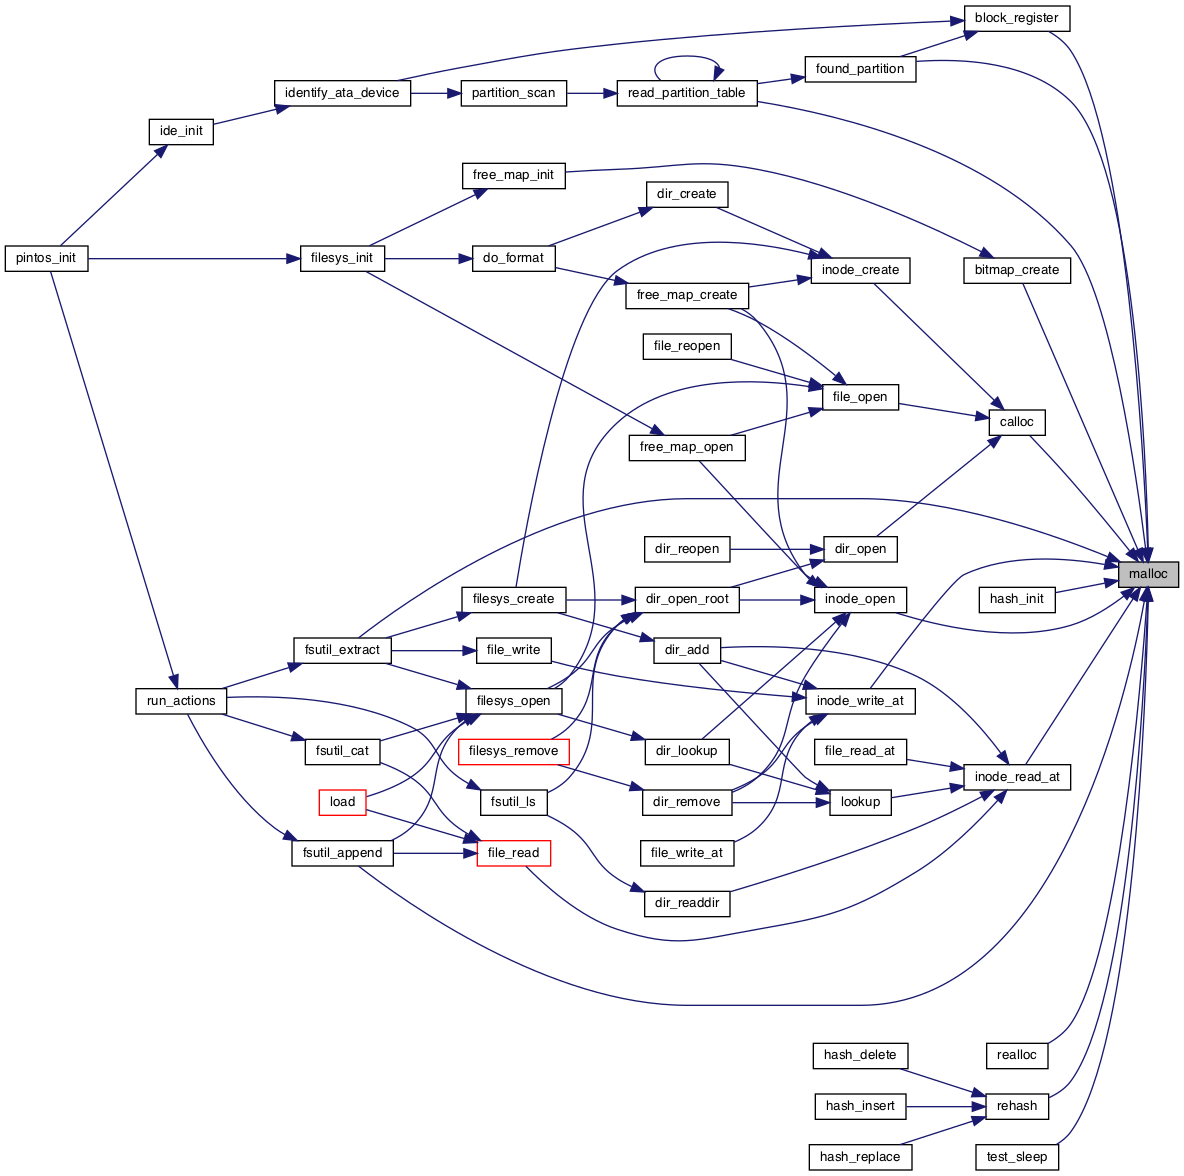 block_register
found_partition
identify_ata_device
partition_scan
read_partition_table
ide_init
free_map_init
dir_create
pintos_init
filesys_init
do_format
inode_create
bitmap_create
free_map_create
file_reopen
file_open
calloc
free_map_open
dir_reopen
dir_open
malloc
filesys_create
dir_open_root
inode_open
hash_init
fsutil_extract
file_write
dir_add
run_actions
filesys_open
inode_write_at
fsutil_cat
filesys_remove
dir_lookup
file_read_at
inode_read_at
load
fsutil_ls
dir_remove
lookup
fsutil_append
file_read
file_write_at
dir_readdir
hash_delete
realloc
hash_insert
rehash
hash_replace
test_sleep